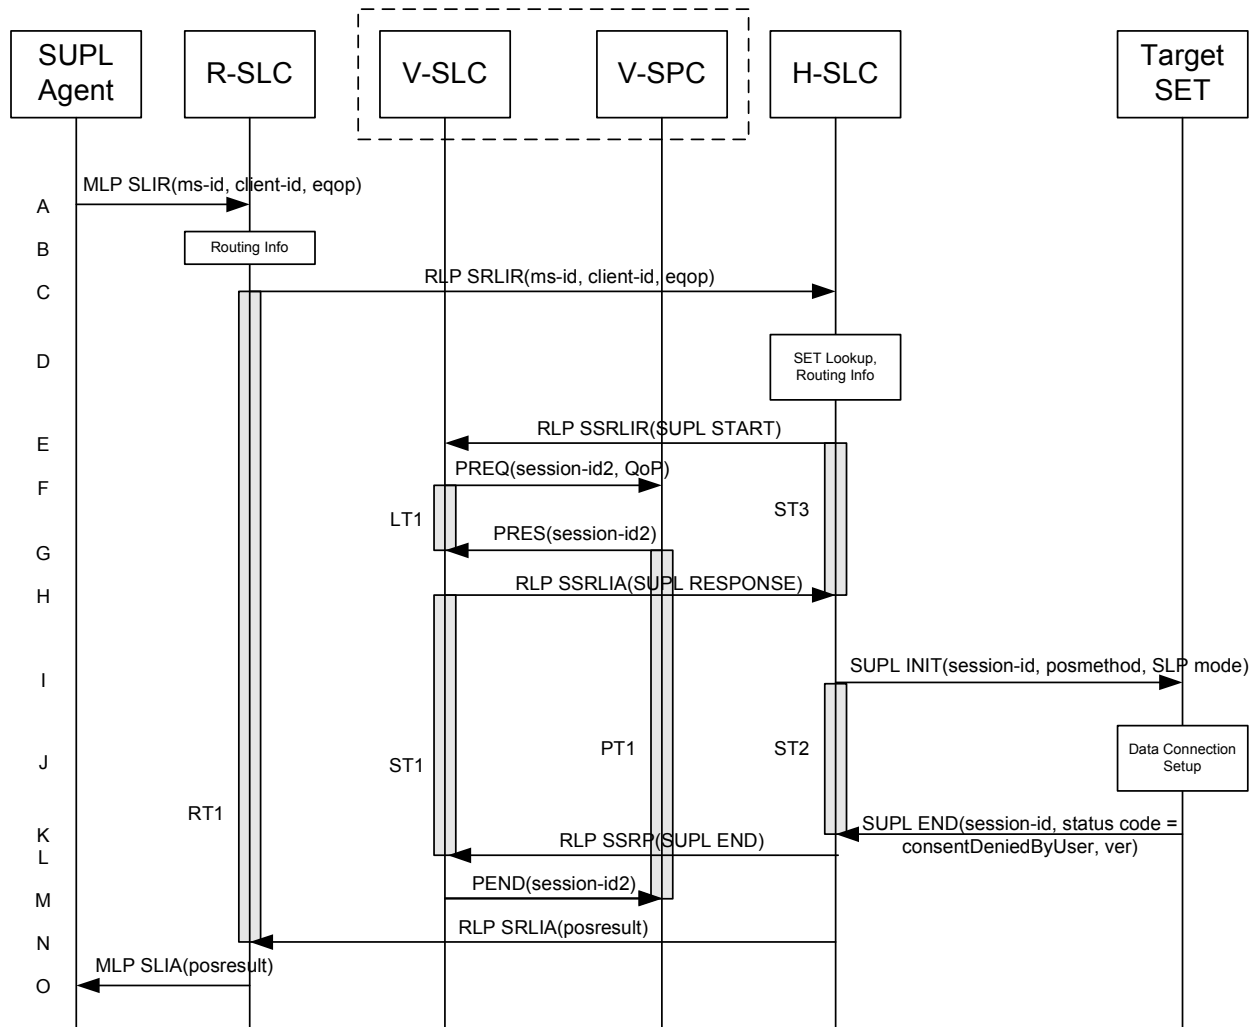 SUPL
Agent
R-SLC
V-SLC
V-SPC
H-SLC
Target
SET
A
MLP SLIR(ms-id, client-id, eqop)
B
Routing Info
C
RLP SRLIR(ms-id, client-id, eqop)
D
SET Lookup,
Routing Info
E
RLP SSRLIR(SUPL START)
F
PREQ(session-id2, QoP)
LT1
ST3
G
PRES(session-id2)
H
RLP SSRLIA(SUPL RESPONSE)
I
SUPL INIT(session-id, posmethod, SLP mode)
J
ST1
PT1
ST2
Data Connection
Setup
RT1
K
SUPL END(session-id, status code =
consentDeniedByUser, ver)
L
RLP SSRP(SUPL END)
M
PEND(session-id2)
N
RLP SRLIA(posresult)
O
MLP SLIA(posresult)